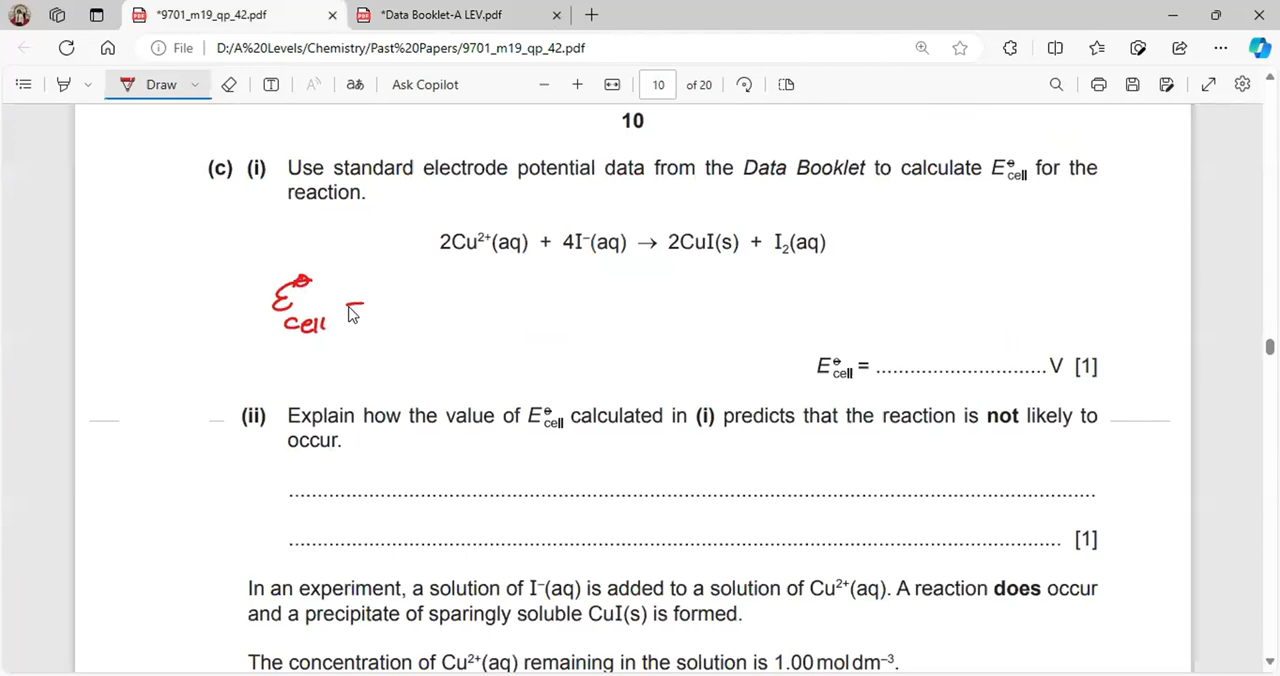 *9701_m19_qp_42.pdf
*Data Booklet-A LEV.pdf
File D:/A%20Levels/Chemistry/Past%20Papers/9701_m19_qp_42.pdf
Draw aあ Ask Copilot 10 of 20
10
(c) (i) Use standard electrode potential data from the Data Booklet to calculate E⦵cell for the
reaction.
2Cu²⁺(aq) + 4I⁻(aq) → 2CuI(s) + I₂(aq)
E⦵
cell
E⦵cell = ............................. V [1]
(ii) Explain how the value of E⦵cell calculated in (i) predicts that the reaction is not likely to
occur.
..........................................................................................................................................
..................................................................................................................................... [1]
In an experiment, a solution of I⁻(aq) is added to a solution of Cu²⁺(aq). A reaction does occur
and a precipitate of sparingly soluble CuI(s) is formed.
The concentration of Cu²⁺(aq) remaining in the solution is 1.00 mol dm⁻³.